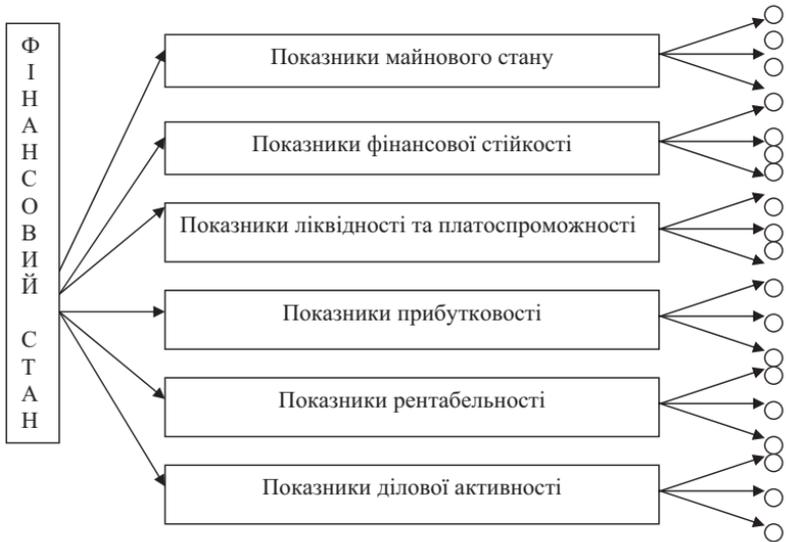 ФІНАНСОВИЙ СТАН
Показники майнового стану
Показники фінансової стійкості
Показники ліквідності та платоспроможності
Показники прибутковості
Показники рентабельності
Показники ділової активності